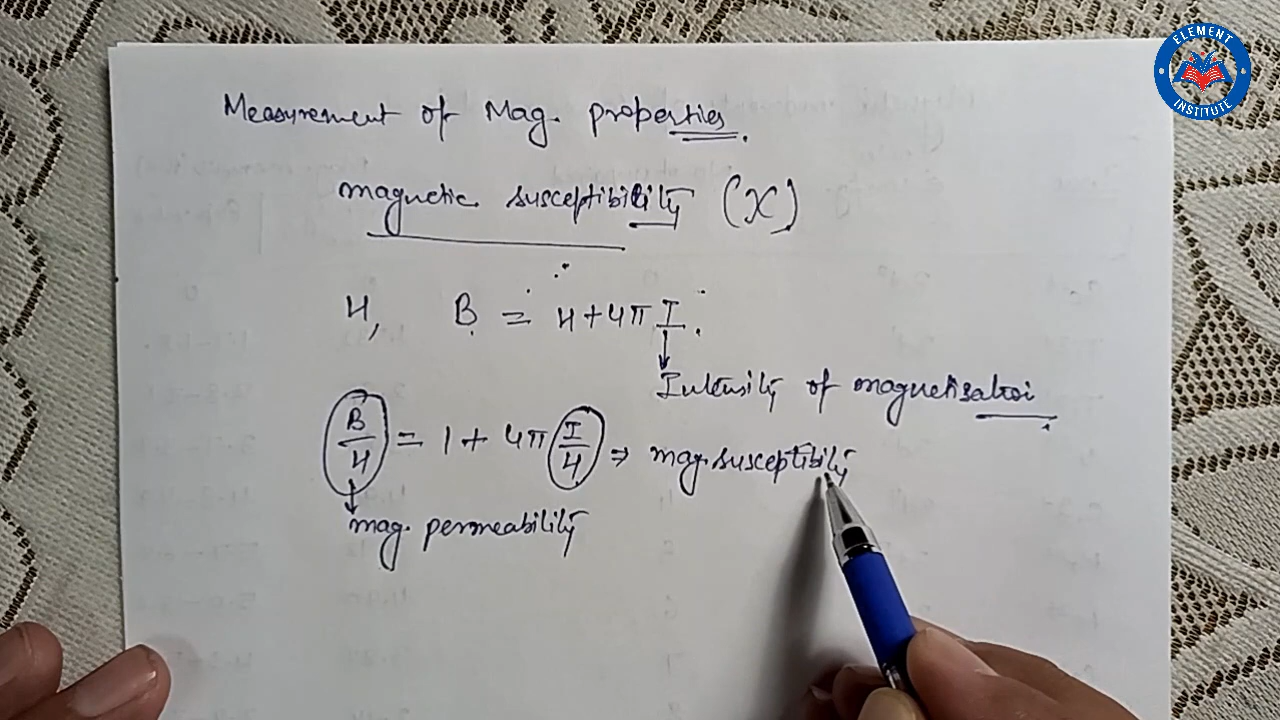 ELEMENT INSTITUTE
Measurement of Mag. properties.
magnetic susceptibility (χ)
H, B = H + 4π I.
Intensity of magnetisation
B/H = 1 + 4π I/H ⇒ mag. susceptibility
mag. permeability